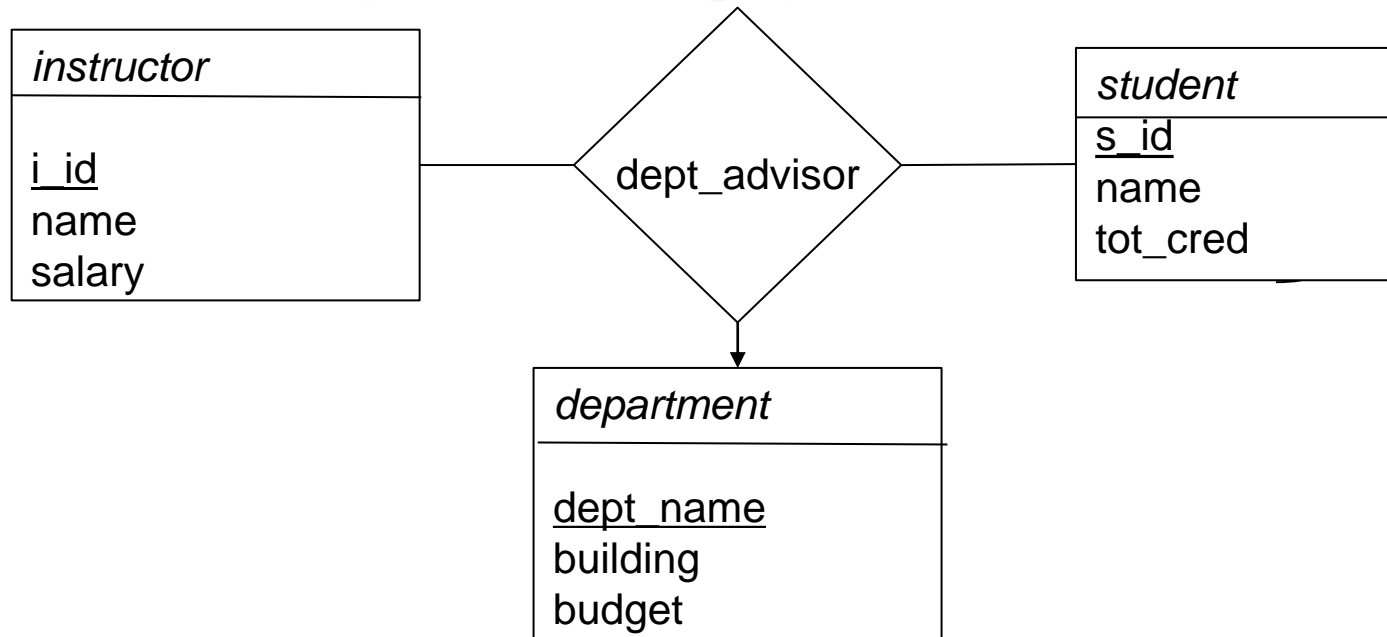 instructor
i_id
name
salary
dept_advisor
student
s_id
name
tot_cred
department
dept_name
building
budget